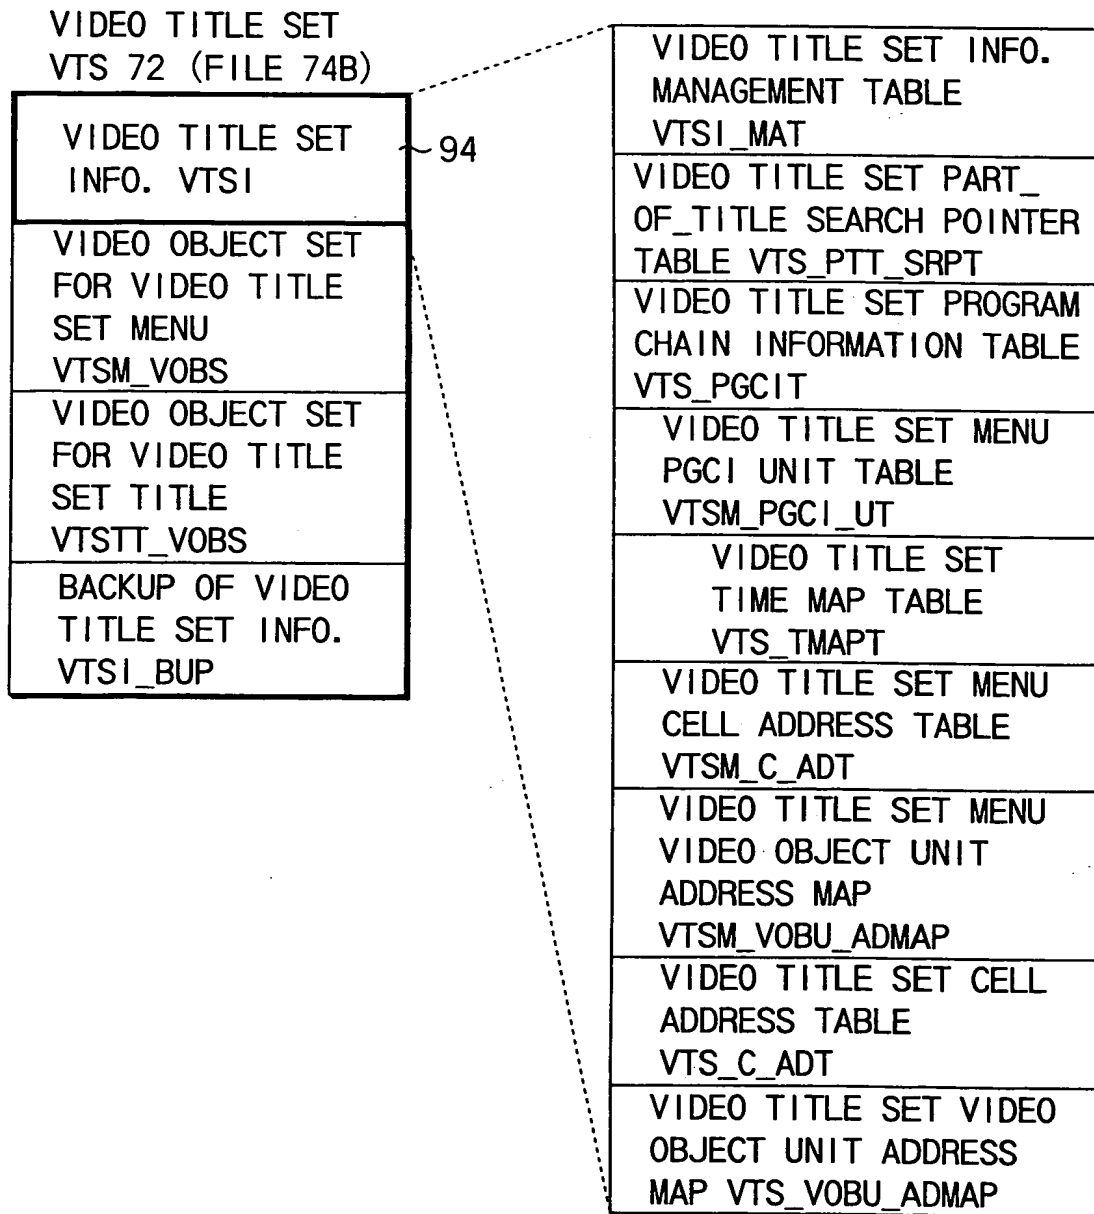 VIDEO TITLE SET
VTS 72 (FILE 74B)
VIDEO TITLE SET
INFO. VTSI
94
VIDEO OBJECT SET
FOR VIDEO TITLE
SET MENU
VTSM_VOBS
VIDEO OBJECT SET
FOR VIDEO TITLE
SET TITLE
VTSTT_VOBS
BACKUP OF VIDEO
TITLE SET INFO.
VTSI_BUP
VIDEO TITLE SET INFO.
MANAGEMENT TABLE
VTSI_MAT
VIDEO TITLE SET PART_
OF_TITLE SEARCH POINTER
TABLE VTS_PTT_SRPT
VIDEO TITLE SET PROGRAM
CHAIN INFORMATION TABLE
VTS_PGCIT
VIDEO TITLE SET MENU
PGCI UNIT TABLE
VTSM_PGCI_UT
VIDEO TITLE SET
TIME MAP TABLE
VTS_TMAPT
VIDEO TITLE SET MENU
CELL ADDRESS TABLE
VTSM_C_ADT
VIDEO TITLE SET MENU
VIDEO OBJECT UNIT
ADDRESS MAP
VTSM_VOBU_ADMAP
VIDEO TITLE SET CELL
ADDRESS TABLE
VTS_C_ADT
VIDEO TITLE SET VIDEO
OBJECT UNIT ADDRESS
MAP VTS_VOBU_ADMAP